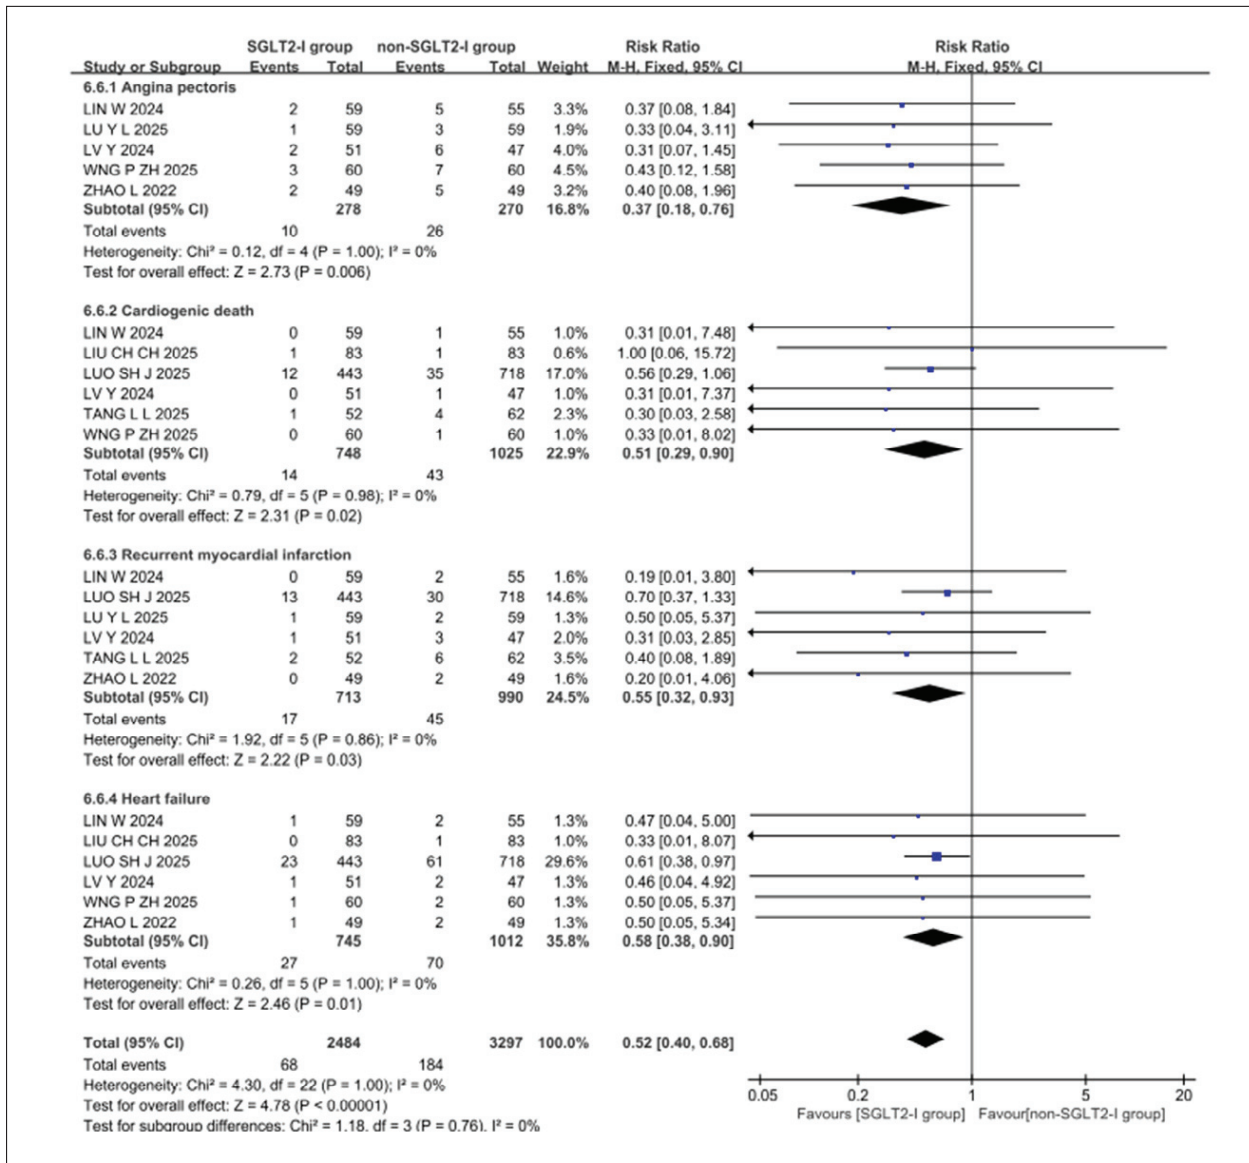 SGLT2-I group non-SGLT2-I group Risk Ratio Risk Ratio
Study or Subgroup Events Total Events Total Weight M-H, Fixed, 95% CI M-H, Fixed, 95% CI
6.6.1 Angina pectoris
LIN W 2024 2 59 5 55 3.3% 0.37 [0.08, 1.84]
LU Y L 2025 1 59 3 59 1.9% 0.33 [0.04, 3.11]
LV Y 2024 2 51 6 47 4.0% 0.31 [0.07, 1.45]
WNG P ZH 2025 3 60 7 60 4.5% 0.43 [0.12, 1.58]
ZHAO L 2022 2 49 5 49 3.2% 0.40 [0.08, 1.96]
Subtotal (95% CI) 278 270 16.8% 0.37 [0.18, 0.76]
Total events 10 26
Heterogeneity: Chi² = 0.12, df = 4 (P = 1.00); I² = 0%
Test for overall effect: Z = 2.73 (P = 0.006)
6.6.2 Cardiogenic death
LIN W 2024 0 59 1 55 1.0% 0.31 [0.01, 7.48]
LIU CH CH 2025 1 83 1 83 0.6% 1.00 [0.06, 15.72]
LUO SH J 2025 12 443 35 718 17.0% 0.56 [0.29, 1.06]
LV Y 2024 0 51 1 47 1.0% 0.31 [0.01, 7.37]
TANG L L 2025 1 52 4 62 2.3% 0.30 [0.03, 2.58]
WNG P ZH 2025 0 60 1 60 1.0% 0.33 [0.01, 8.02]
Subtotal (95% CI) 748 1025 22.9% 0.51 [0.29, 0.90]
Total events 14 43
Heterogeneity: Chi² = 0.79, df = 5 (P = 0.98); I² = 0%
Test for overall effect: Z = 2.31 (P = 0.02)
6.6.3 Recurrent myocardial infarction
LIN W 2024 0 59 2 55 1.6% 0.19 [0.01, 3.80]
LUO SH J 2025 13 443 30 718 14.6% 0.70 [0.37, 1.33]
LU Y L 2025 1 59 2 59 1.3% 0.50 [0.05, 5.37]
LV Y 2024 1 51 3 47 2.0% 0.31 [0.03, 2.85]
TANG L L 2025 2 52 6 62 3.5% 0.40 [0.08, 1.89]
ZHAO L 2022 0 49 2 49 1.6% 0.20 [0.01, 4.06]
Subtotal (95% CI) 713 990 24.5% 0.55 [0.32, 0.93]
Total events 17 45
Heterogeneity: Chi² = 1.92, df = 5 (P = 0.86); I² = 0%
Test for overall effect: Z = 2.22 (P = 0.03)
6.6.4 Heart failure
LIN W 2024 1 59 2 55 1.3% 0.47 [0.04, 5.00]
LIU CH CH 2025 0 83 1 83 1.0% 0.33 [0.01, 8.07]
LUO SH J 2025 23 443 61 718 29.6% 0.61 [0.38, 0.97]
LV Y 2024 1 51 2 47 1.3% 0.46 [0.04, 4.92]
WNG P ZH 2025 1 60 2 60 1.3% 0.50 [0.05, 5.37]
ZHAO L 2022 1 49 2 49 1.3% 0.50 [0.05, 5.34]
Subtotal (95% CI) 745 1012 35.8% 0.58 [0.38, 0.90]
Total events 27 70
Heterogeneity: Chi² = 0.26, df = 5 (P = 1.00); I² = 0%
Test for overall effect: Z = 2.46 (P = 0.01)
Total (95% CI) 2484 3297 100.0% 0.52 [0.40, 0.68]
Total events 68 184
Heterogeneity: Chi² = 4.30, df = 22 (P = 1.00); I² = 0%
Test for overall effect: Z = 4.78 (P < 0.00001)
Test for subgroup differences: Chi² = 1.18. df = 3 (P = 0.76). I² = 0%
0.05 0.2 1 5 20
Favours [SGLT2-I group] Favour[non-SGLT2-I group]